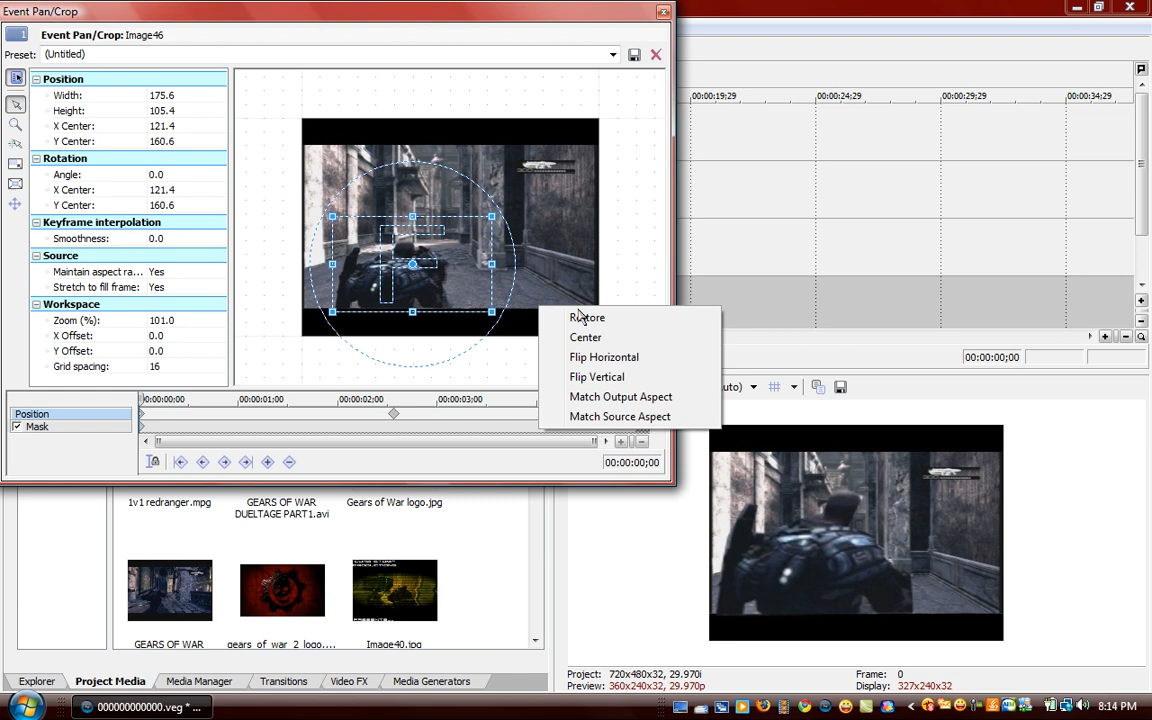 Event Pan/Crop
1 Event Pan/Crop: Image46
Preset: (Untitled)
Position
Width: 175.6
Height: 105.4
X Center: 121.4
Y Center: 160.6
Rotation
Angle: 0.0
X Center: 121.4
Y Center: 160.6
Keyframe interpolation
Smoothness: 0.0
Source
Maintain aspect ra... Yes
Stretch to fill frame: Yes
Workspace
Zoom (%): 101.0
X Offset: 0.0
Y Offset: 0.0
Grid spacing: 16
Restore
Center
Flip Horizontal
Flip Vertical
Match Output Aspect
Match Source Aspect
00:00:00 00:00:01:00 00:00:02:00 00:00:03:00
Position
Mask
00:00:00;00
00:00:19;29 00:00:24;29 00:00:29;29 00:00:34;29
00:00:00;00
uto)
1v1 redranger.mpg
GEARS OF WAR
DUELTAGE PART1.avi
Gears of War logo.jpg
PRESENTS...
GEARS OF WAR
gears_of_war_2_logo....
Image40.jpg
Explorer Project Media Media Manager Transitions Video FX Media Generators
Project: 720x480x32, 29.970i
Preview: 360x240x32, 29.970p
Frame: 0
Display: 327x240x32
000000000000.veg * ...
8:14 PM